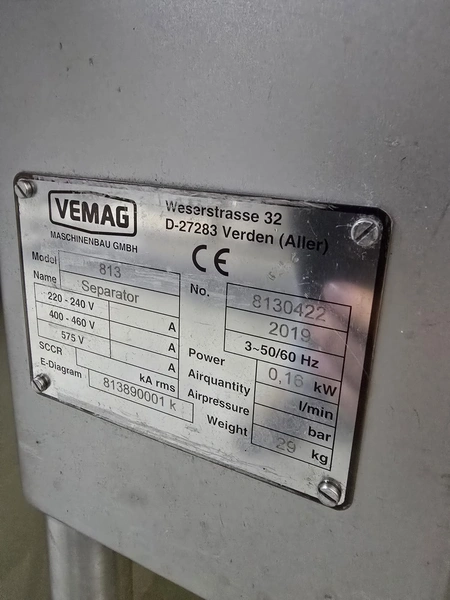 VEMAG
MASCHINENBAU GMBH
Weserstrasse 32
D-27283 Verden (Aller)
CE
Model 813
Name Separator
No. 8130422
2019
220 - 240 V A
3~50/60 Hz
400 - 460 V A
Power 0,16 kW
575 V A
Airquantity l/min
SCCR kA rms
Airpressure bar
E-Diagram 813890001 k
Weight 29 kg